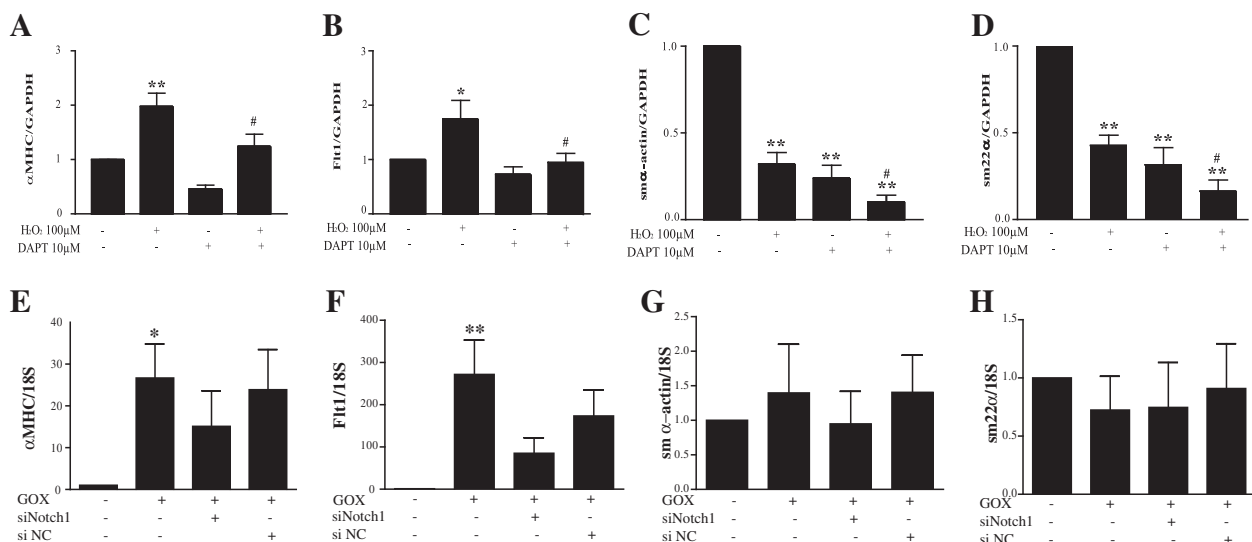 A
αMHC/GAPDH
3
2
1
0
**
#
H₂O₂ 100μM - + - +
DAPT 10μM - - + +
B
Flt1/GAPDH
3
2
1
0
*
#
H₂O₂ 100μM - + - +
DAPT 10μM - - + +
C
smα-actin/GAPDH
1.0
0.5
0.0
**
**
#
**
H₂O₂ 100μM - + - +
DAPT 10μM - - + +
D
sm22α/GAPDH
1.0
0.5
0.0
**
**
#
**
H₂O₂ 100μM - + - +
DAPT 10μM - - + +
E
αMHC/18S
40
30
20
10
0
*
GOX - + + +
siNotch1 - - + -
si NC - - - +
F
Flt1/18S
400
300
200
100
0
**
GOX - + + +
siNotch1 - - + -
si NC - - - +
G
sm α-actin/18S
2.5
2.0
1.5
1.0
0.5
0.0
GOX - + + +
siNotch1 - - + -
si NC - - - +
H
sm22α/18S
1.5
1.0
0.5
0.0
GOX - + + +
siNotch1 - - + -
si NC - - - +